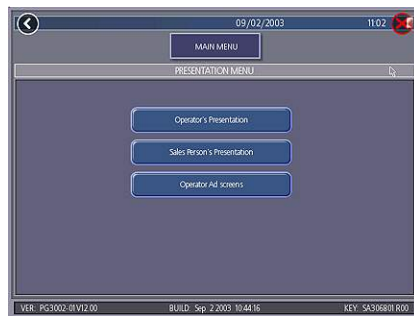 09/02/2003 11:02
MAIN MENU
PRESENTATION MENU
Operator's Presentation
Sales Person's Presentation
Operator Ad screens
VER: PG3002-01V12.00 BUILD Sep 2 2003 10:44:16 KEY SA306801 R00